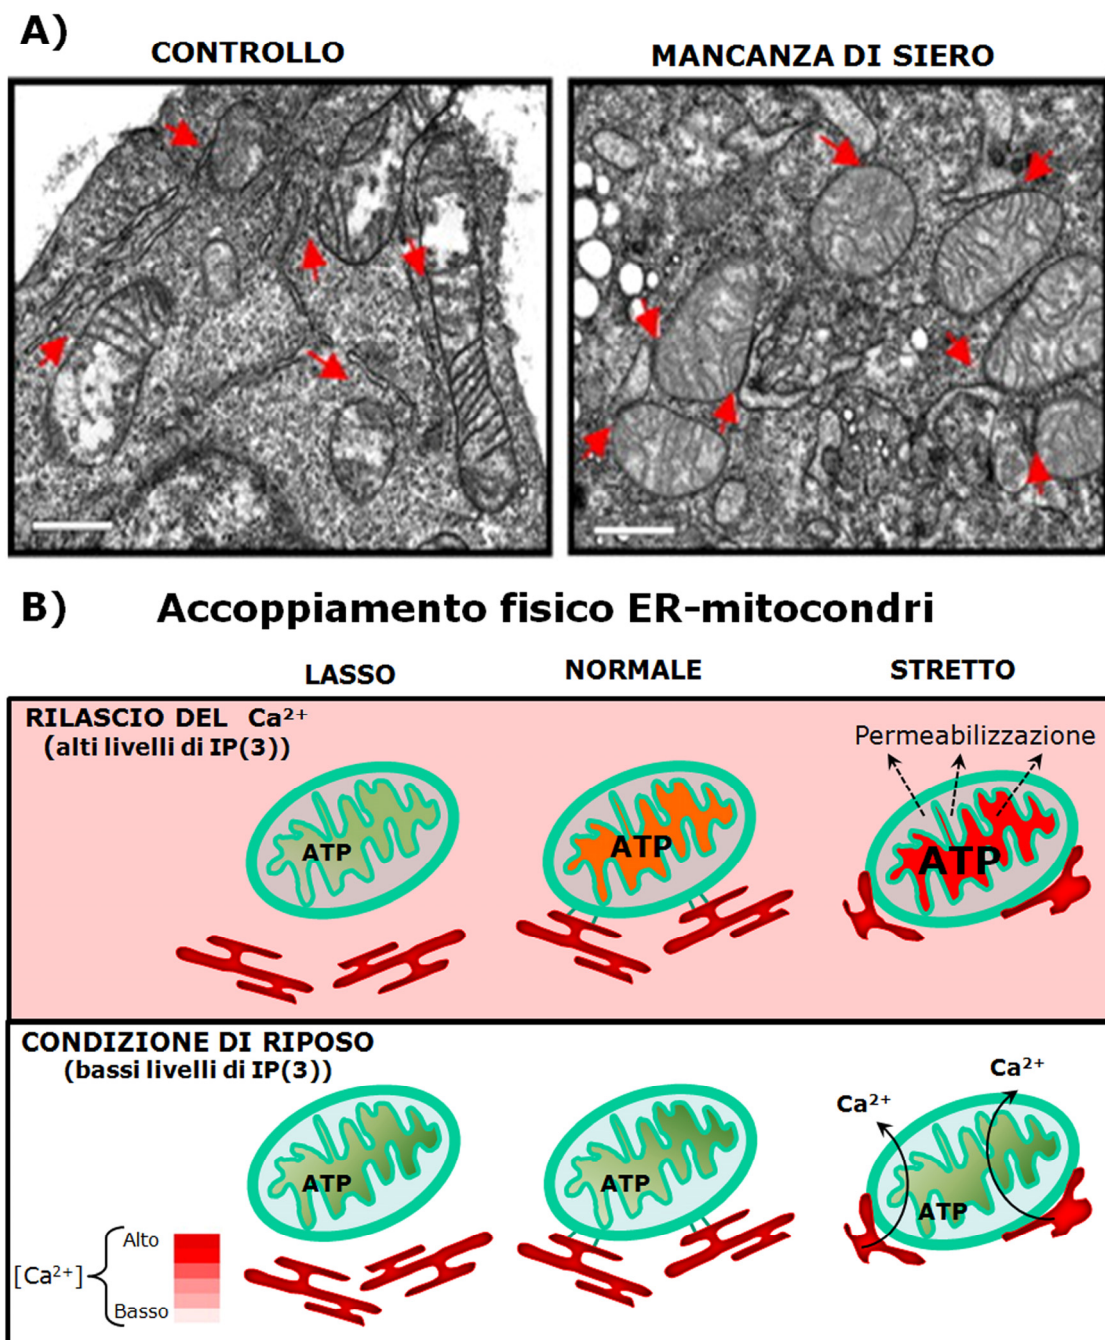 A)
CONTROLLO
MANCANZA DI SIERO
B) Accoppiamento fisico ER-mitocondri
LASSO
NORMALE
STRETTO
RILASCIO DEL Ca²⁺
(alti livelli di IP(3))
Permeabilizzazione
ATP
ATP
ATP
CONDIZIONE DI RIPOSO
(bassi livelli di IP(3))
Ca²⁺
Ca²⁺
ATP
ATP
ATP
Alto
[Ca²⁺]
Basso